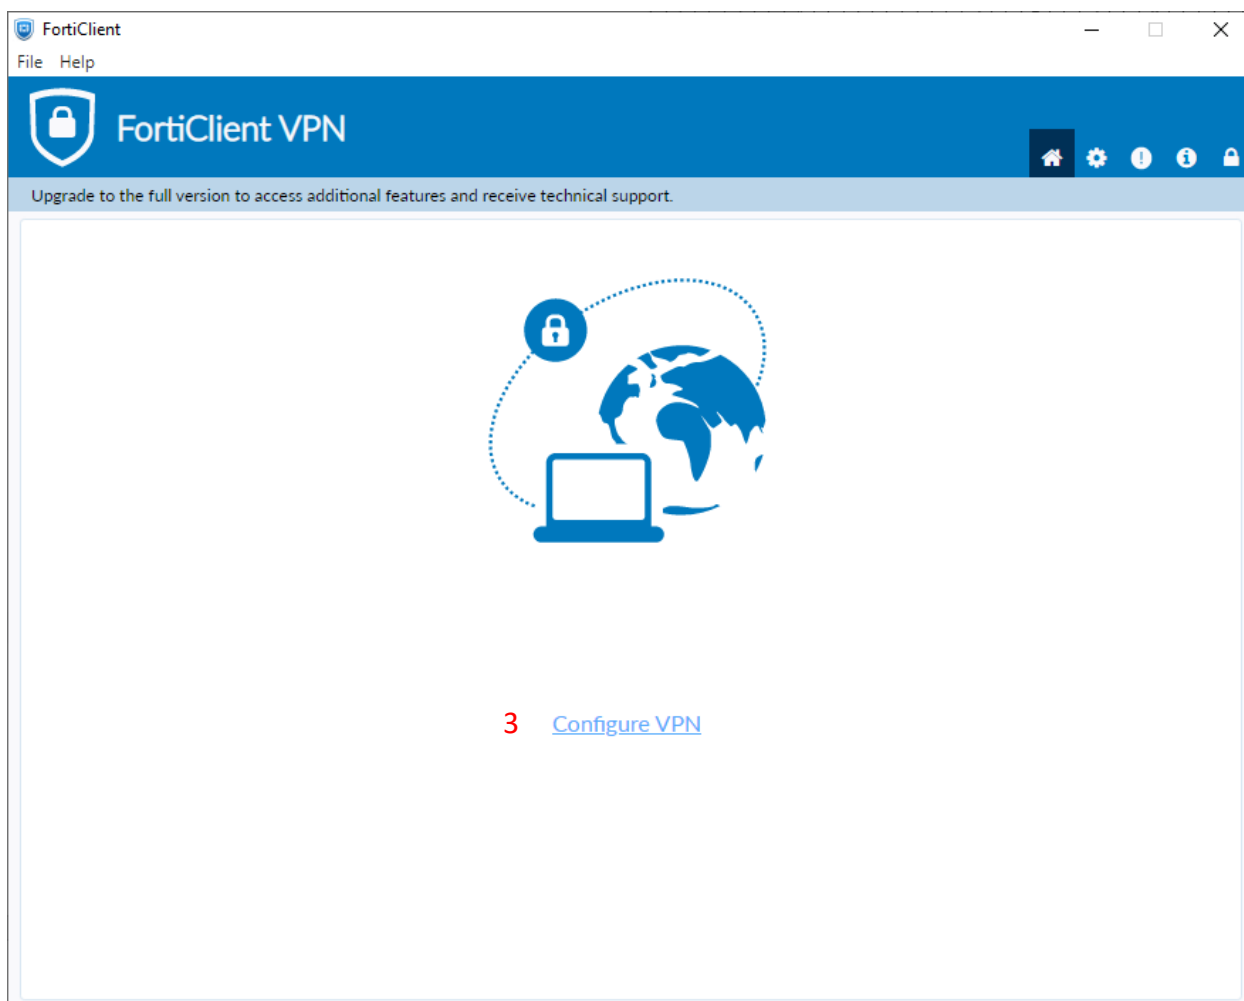 FortiClient
File Help
FortiClient VPN
Upgrade to the full version to access additional features and receive technical support.
3 Configure VPN